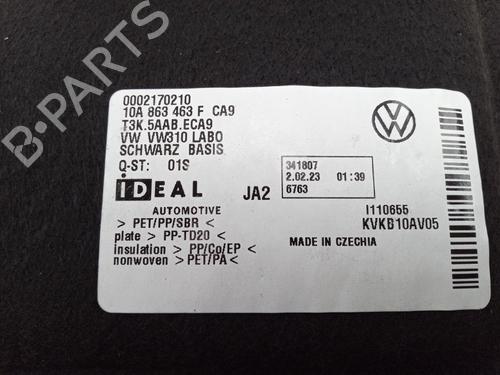 0002170210
10A 863 463 F CA9
T3K.5AAB.ECA9
VW VW310 LABO
SCHWARZ BASIS
Q-ST: 01S
IDEAL
AUTOMOTIVE
JA2
341807
2.02.23 01:39
6763
> PET/PP/SBR <
plate > PP-TD20 <
insulation > PP/Co/EP <
nonwoven > PET/PA <
I110655
KVKB10AV05
MADE IN CZECHIA
B-PARTS